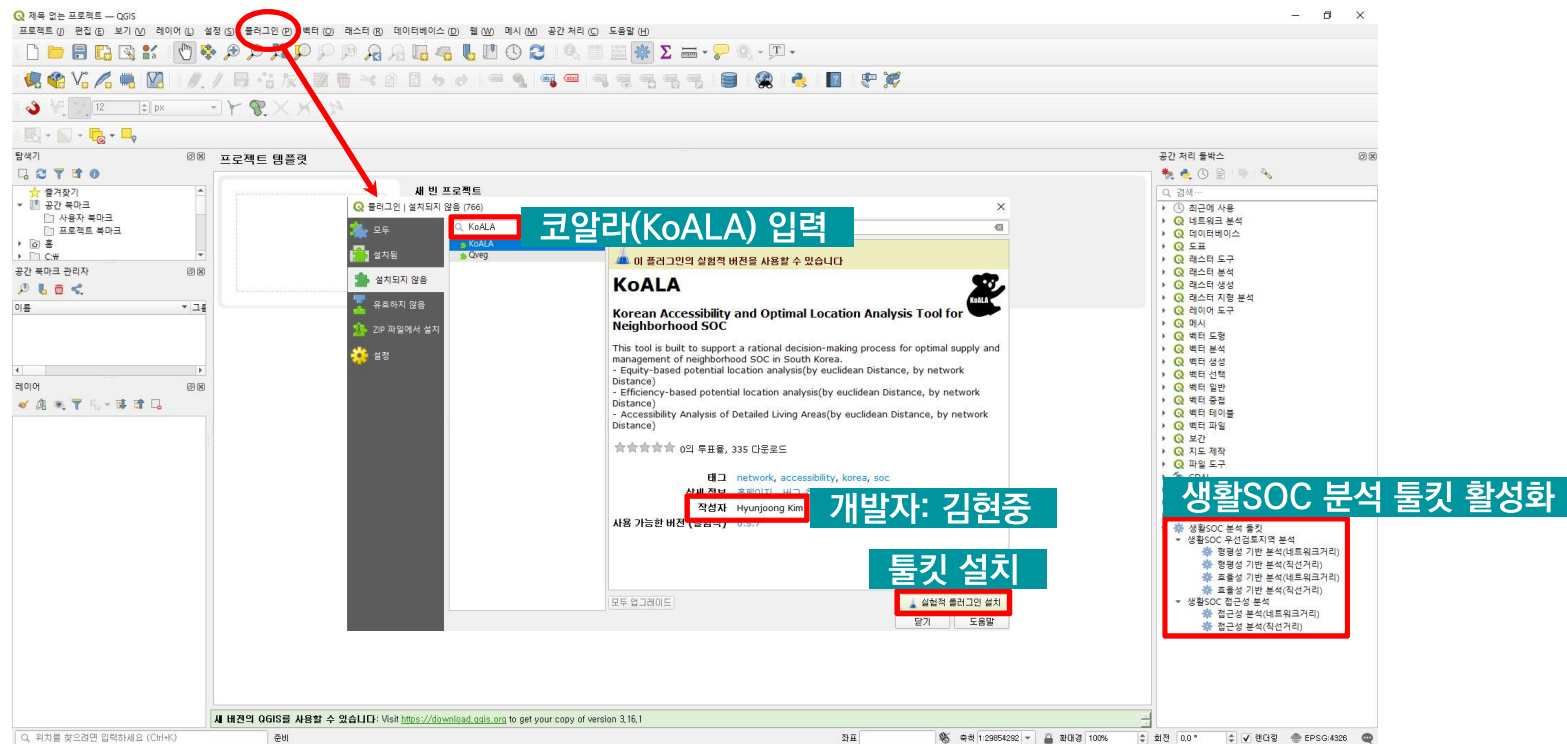 제목 없는 프로젝트 — QGIS
프로젝트 (J) 편집 (E) 보기 (V) 레이어 (L) 설정 (S) 플러그인 (P) 벡터 (O) 래스터 (R) 데이터베이스 (D) 웹 (W) 메시 (M) 공간 처리 (C) 도움말 (H)
12 px
탐색기
즐겨찾기
공간 북마크
사용자 북마크
프로젝트 북마크
홈
C:₩
공간 북마크 관리자
이름
레이어
프로젝트 템플릿
새 빈 프로젝트
플러그인 | 설치되지 않음 (766)
모두
설치됨
설치되지 않음
유효하지 않음
ZIP 파일에서 설치
설정
KoALA
코알라(KoALA) 입력
KoALA
Qveg
이 플러그인의 실험적 버전을 사용할 수 있습니다
KoALA
KoALA
Korean Accessibility and Optimal Location Analysis Tool for
Neighborhood SOC
This tool is built to support a rational decision-making process for optimal supply and
management of neighborhood SOC in South Korea.
- Equity-based potential location analysis(by euclidean Distance, by network
Distance)
- Efficiency-based potential location analysis(by euclidean Distance, by network
Distance)
- Accessibility Analysis of Detailed Living Areas(by euclidean Distance, by network
Distance)
0의 투표율, 335 다운로드
태그 network, accessibility, korea, soc
작성자 Hyunjoong Kim
개발자: 김현중
사용 가능한 버전
툴킷 설치
모두 업그레이드
실험적 플러그인 설치
닫기 도움말
공간 처리 툴박스
검색…
최근에 사용
네트워크 분석
데이터베이스
도표
래스터 도구
래스터 분석
래스터 생성
래스터 지형 분석
레이어 도구
메시
벡터 도형
벡터 분석
벡터 생성
벡터 선택
벡터 일반
벡터 중첩
벡터 테이블
벡터 파일
보간
지도 제작
파일 도구
생활SOC 분석 툴킷 활성화
생활SOC 분석 툴킷
생활SOC 우선검토지역 분석
형평성 기반 분석(네트워크거리)
형평성 기반 분석(직선거리)
효율성 기반 분석(네트워크거리)
효율성 기반 분석(직선거리)
생활SOC 접근성 분석
접근성 분석(네트워크거리)
접근성 분석(직선거리)
새 버전의 QGIS를 사용할 수 있습니다: Visit https://download.qgis.org to get your copy of version 3.16.1
위치를 찾으려면 입력하세요 (Ctrl+K) 준비 좌표 축척 1:29854292 확대경 100% 회전 0.0 ° 렌더링 EPSG:4326